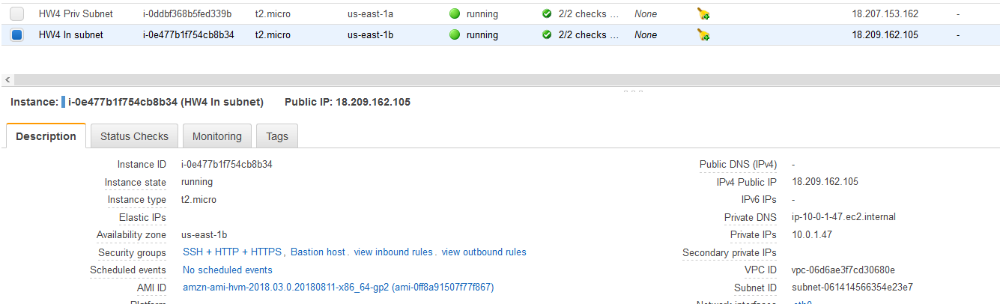 HW4 Priv Subnet i-0ddbf368b5fed339b t2.micro us-east-1a running 2/2 checks ... None 18.207.153.162 -
HW4 In subnet i-0e477b1f754cb8b34 t2.micro us-east-1b running 2/2 checks ... None 18.209.162.105 -
Instance: i-0e477b1f754cb8b34 (HW4 In subnet) Public IP: 18.209.162.105
Description Status Checks Monitoring Tags
Instance ID i-0e477b1f754cb8b34 Public DNS (IPv4) -
Instance state running IPv4 Public IP 18.209.162.105
Instance type t2.micro IPv6 IPs -
Elastic IPs Private DNS ip-10-0-1-47.ec2.internal
Availability zone us-east-1b Private IPs 10.0.1.47
Security groups SSH + HTTP + HTTPS, Bastion host. view inbound rules. view outbound rules Secondary private IPs
Scheduled events No scheduled events VPC ID vpc-06d6ae3f7cd30680e
AMI ID amzn-ami-hvm-2018.03.0.20180811-x86_64-gp2 (ami-0ff8a91507f77f867) Subnet ID subnet-061414566354e23e7
Platform Network interfaces eth0